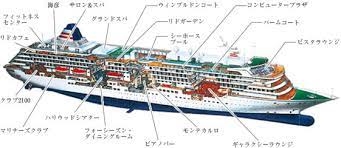 海彦
サロン&スパ
ウィンブルドンコート
コンピュータープラザ
フィットネス
センター
グランドスパ
リドガーデン
パームコート
リドカフェ
シーホース
プール
ビスタラウンジ
クラブ2100
ハリウッドシアター
フォーシーズン・
ダイニングルーム
モンテカルロ
マリナーズクラブ
ピアノバー
ギャラクシーラウンジ